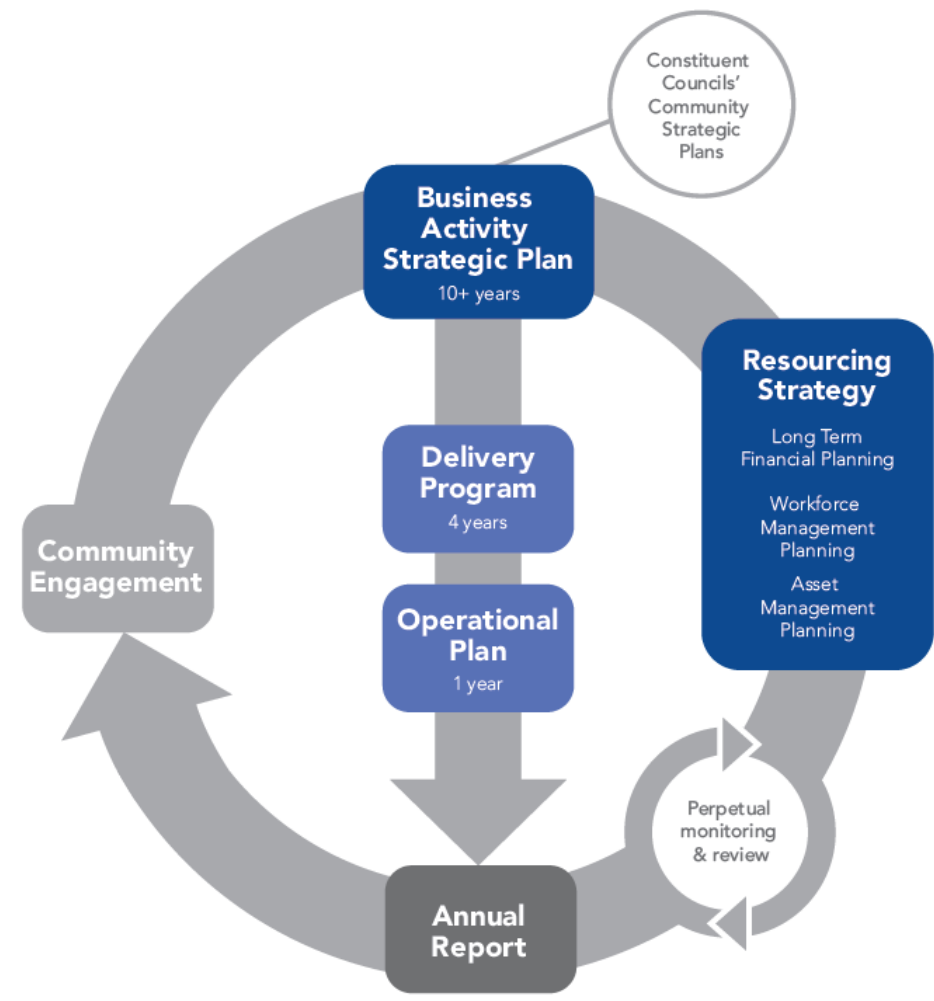 Constituent
Councils’
Community
Strategic
Plans
Business
Activity
Strategic Plan
10+ years
Resourcing
Strategy
Long Term
Financial Planning
Workforce
Management
Planning
Asset
Management
Planning
Delivery
Program
4 years
Community
Engagement
Operational
Plan
1 year
Perpetual
monitoring
& review
Annual
Report